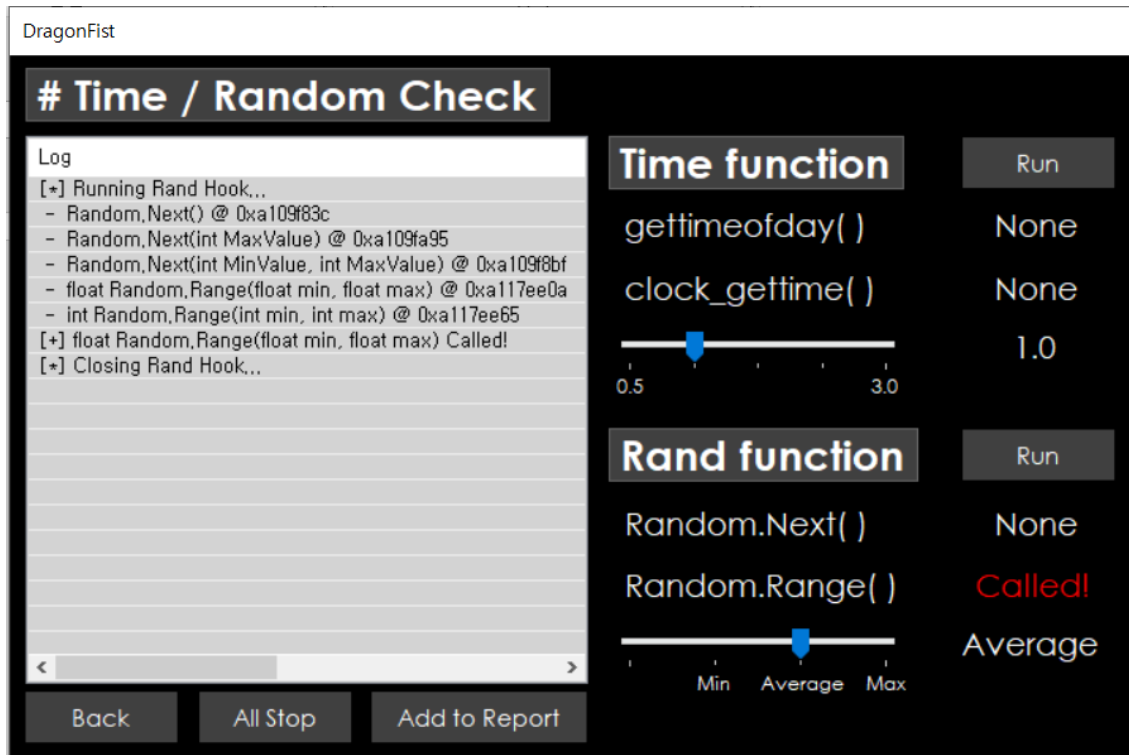 DragonFist
# Time / Random Check
Log
[*] Running Rand Hook,,,
- Random,Next() @ 0xa109f83c
- Random,Next(int MaxValue) @ 0xa109fa95
- Random,Next(int MinValue, int MaxValue) @ 0xa109f8bf
- float Random,Range(float min, float max) @ 0xa117ee0a
- int Random,Range(int min, int max) @ 0xa117ee65
[+] float Random,Range(float min, float max) Called!
[*] Closing Rand Hook,,,
Back
All Stop
Add to Report
Time function
Run
gettimeofday( )
None
clock_gettime( )
None
1.0
0.5
3.0
Rand function
Run
Random.Next( )
None
Random.Range( )
Called!
Average
Min
Average
Max